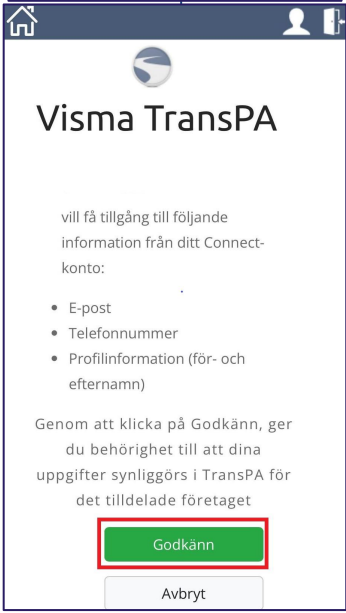 Visma TransPA
vill få tillgång till följande
information från ditt Connect-
konto:
• E-post
• Telefonnummer
• Profilinformation (för- och
efternamn)
Genom att klicka på Godkänn, ger
du behörighet till att dina
uppgifter synliggörs i TransPA för
det tilldelade företaget
Godkänn
Avbryt